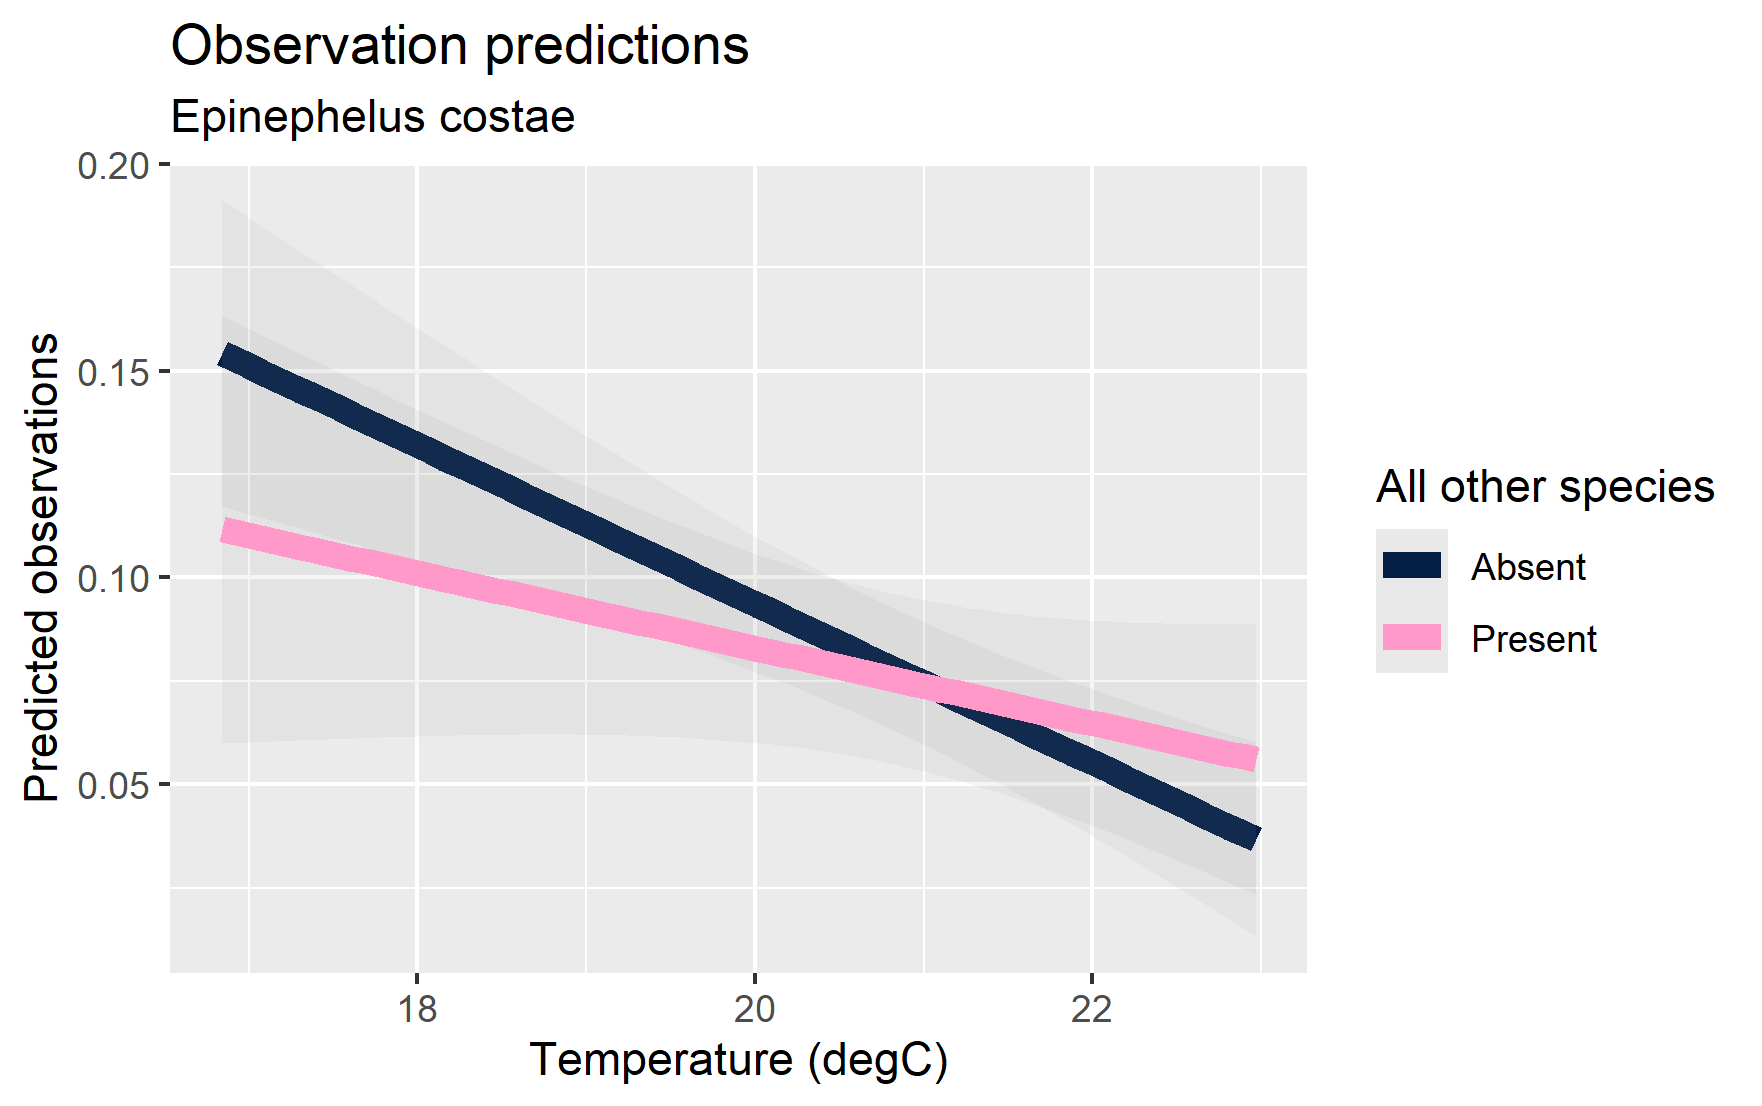 Observation predictions
Epinephelus costae
0.20
0.15
0.10
0.05
Predicted observations
18
20
22
Temperature (degC)
All other species
Absent
Present